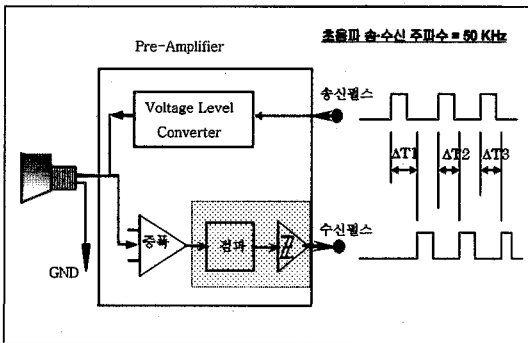 초음파 송·수신 주파수 = 50 KHz
Pre-Amplifier
송신펄스
Voltage Level
Converter
ΔT1
ΔT2
ΔT3
증폭
검파
수신펄스
GND